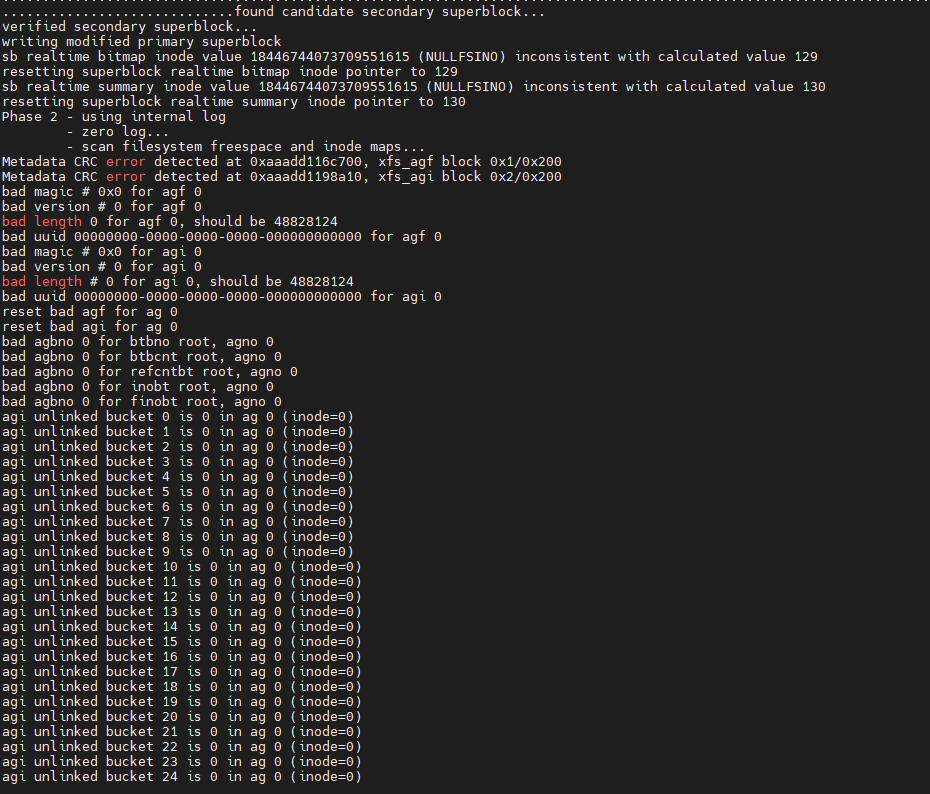 ............................found candidate secondary superblock...
verified secondary superblock...
writing modified primary superblock
sb realtime bitmap inode value 18446744073709551615 (NULLFSINO) inconsistent with calculated value 129
resetting superblock realtime bitmap inode pointer to 129
sb realtime summary inode value 18446744073709551615 (NULLFSINO) inconsistent with calculated value 130
resetting superblock realtime summary inode pointer to 130
Phase 2 - using internal log
        - zero log...
        - scan filesystem freespace and inode maps...
Metadata CRC error detected at 0xaaadd116c700, xfs_agf block 0x1/0x200
Metadata CRC error detected at 0xaaadd1198a10, xfs_agi block 0x2/0x200
bad magic # 0x0 for agf 0
bad version # 0 for agf 0
bad length 0 for agf 0, should be 48828124
bad uuid 00000000-0000-0000-0000-000000000000 for agf 0
bad magic # 0x0 for agi 0
bad version # 0 for agi 0
bad length # 0 for agi 0, should be 48828124
bad uuid 00000000-0000-0000-0000-000000000000 for agi 0
reset bad agf for ag 0
reset bad agi for ag 0
bad agbno 0 for btbno root, agno 0
bad agbno 0 for btbcnt root, agno 0
bad agbno 0 for refcntbt root, agno 0
bad agbno 0 for inobt root, agno 0
bad agbno 0 for finobt root, agno 0
agi unlinked bucket 0 is 0 in ag 0 (inode=0)
agi unlinked bucket 1 is 0 in ag 0 (inode=0)
agi unlinked bucket 2 is 0 in ag 0 (inode=0)
agi unlinked bucket 3 is 0 in ag 0 (inode=0)
agi unlinked bucket 4 is 0 in ag 0 (inode=0)
agi unlinked bucket 5 is 0 in ag 0 (inode=0)
agi unlinked bucket 6 is 0 in ag 0 (inode=0)
agi unlinked bucket 7 is 0 in ag 0 (inode=0)
agi unlinked bucket 8 is 0 in ag 0 (inode=0)
agi unlinked bucket 9 is 0 in ag 0 (inode=0)
agi unlinked bucket 10 is 0 in ag 0 (inode=0)
agi unlinked bucket 11 is 0 in ag 0 (inode=0)
agi unlinked bucket 12 is 0 in ag 0 (inode=0)
agi unlinked bucket 13 is 0 in ag 0 (inode=0)
agi unlinked bucket 14 is 0 in ag 0 (inode=0)
agi unlinked bucket 15 is 0 in ag 0 (inode=0)
agi unlinked bucket 16 is 0 in ag 0 (inode=0)
agi unlinked bucket 17 is 0 in ag 0 (inode=0)
agi unlinked bucket 18 is 0 in ag 0 (inode=0)
agi unlinked bucket 19 is 0 in ag 0 (inode=0)
agi unlinked bucket 20 is 0 in ag 0 (inode=0)
agi unlinked bucket 21 is 0 in ag 0 (inode=0)
agi unlinked bucket 22 is 0 in ag 0 (inode=0)
agi unlinked bucket 23 is 0 in ag 0 (inode=0)
agi unlinked bucket 24 is 0 in ag 0 (inode=0)